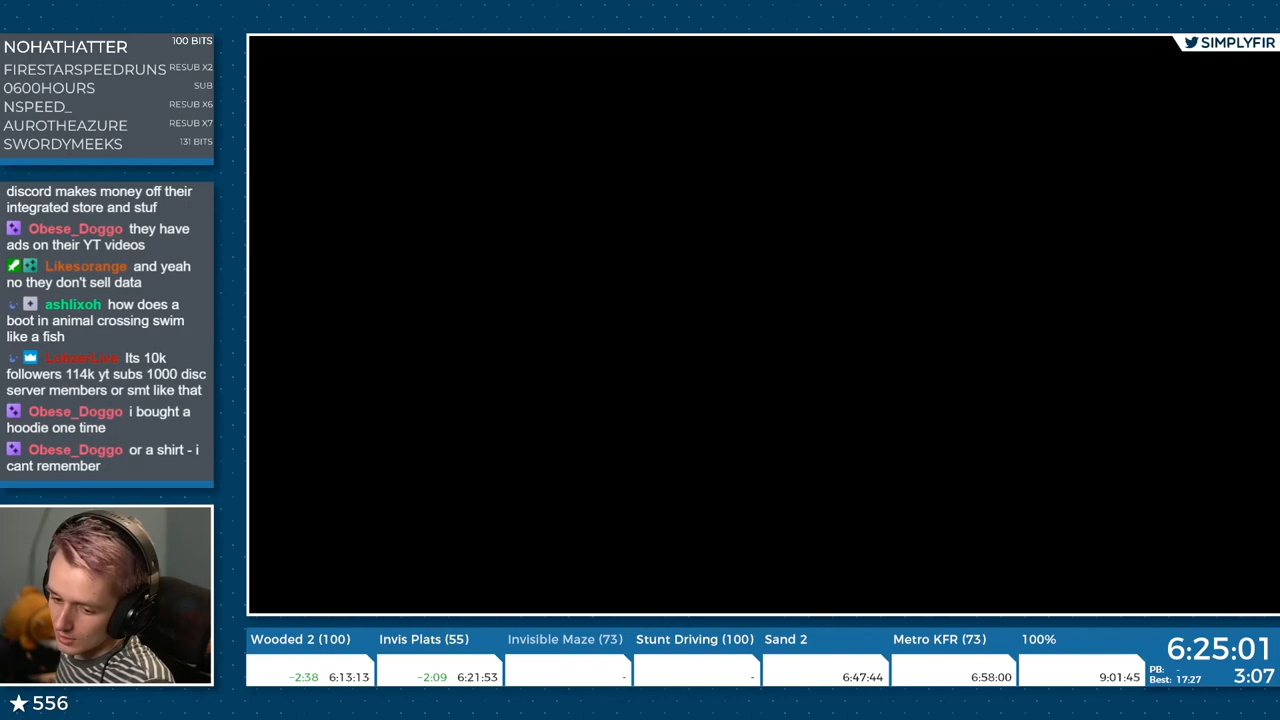 NOHATHATTER 100 BITS
FIRESTARSPEEDRUNS RESUB X2
0600HOURS SUB
NSPEED_ RESUB X6
AUROTHEAZURE RESUB X7
SWORDYMEEKS 131 BITS
discord makes money off their
integrated store and stuf
Obese_Doggo they have
ads on their YT videos
Likesorange and yeah
no they don't sell data
ashlixoh how does a
boot in animal crossing swim
like a fish
Its 10k
followers 114k yt subs 1000 disc
server members or smt like that
Obese_Doggo i bought a
hoodie one time
Obese_Doggo or a shirt - i
cant remember
SIMPLYFIR
Wooded 2 (100) Invis Plats (55) Invisible Maze (73) Stunt Driving (100) Sand 2 Metro KFR (73) 100%
−2:38 6:13:13 −2:09 6:21:53 - - 6:47:44 6:58:00 9:01:45
6:25:01
PB: -
Best: 17:27 3:07
★ 556